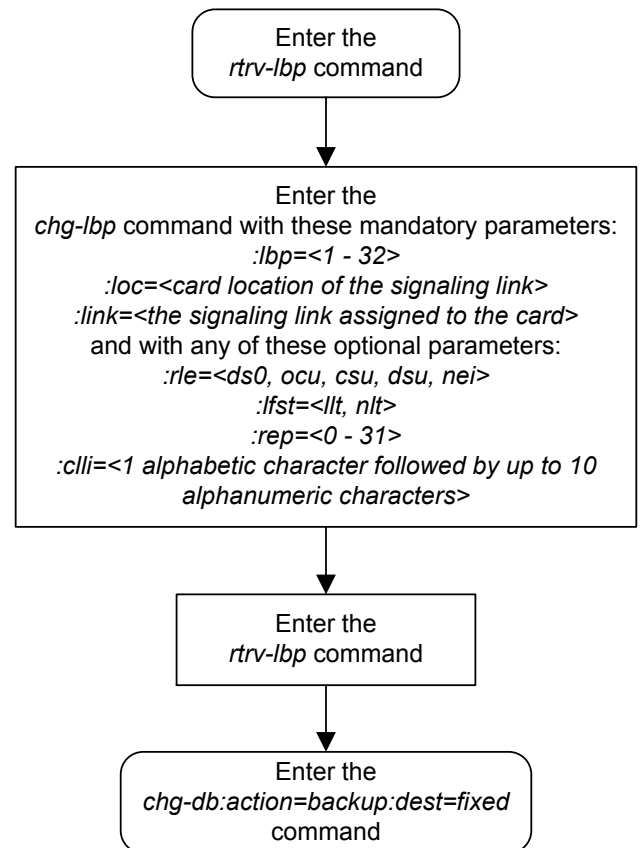 Enter the
rtrv-lbp command
Enter the
chg-lbp command with these mandatory parameters:
:lbp=<1 - 32>
:loc=<card location of the signaling link>
:link=<the signaling link assigned to the card>
and with any of these optional parameters:
:rle=<ds0, ocu, csu, dsu, nei>
:lfst=<llt, nlt>
:rep=<0 - 31>
:clli=<1 alphabetic character followed by up to 10
alphanumeric characters>
Enter the
rtrv-lbp command
Enter the
chg-db:action=backup:dest=fixed
command